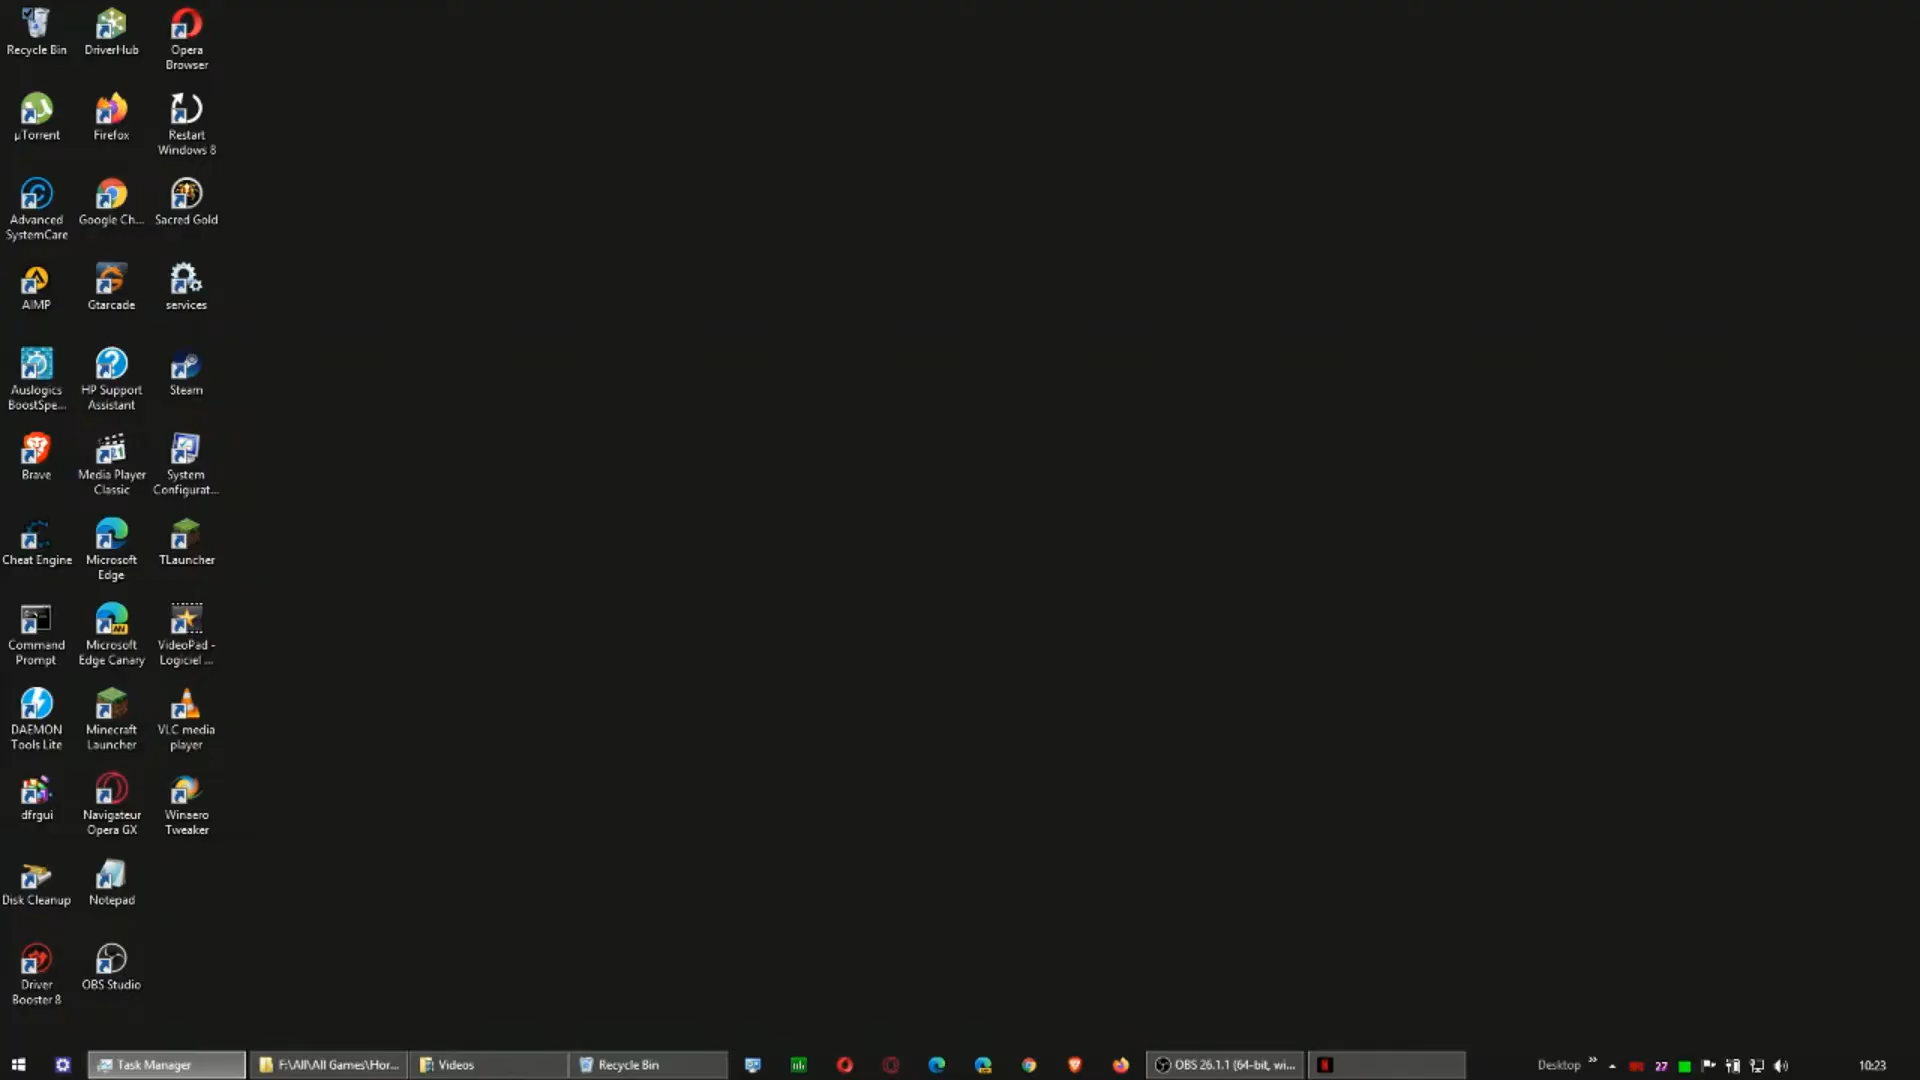 Recycle Bin
DriverHub
Opera
Browser
µTorrent
Firefox
Restart
Windows 8
Advanced
SystemCare
Google Ch...
Sacred Gold
AIMP
Gtarcade
services
Auslogics
BoostSpe...
HP Support
Assistant
Steam
Brave
Media Player
Classic
System
Configurat...
Cheat Engine
Microsoft
Edge
TLauncher
Command
Prompt
Microsoft
Edge Canary
VideoPad -
Logiciel ...
DAEMON
Tools Lite
Minecraft
Launcher
VLC media
player
dfrgui
Navigateur
Opera GX
Winaero
Tweaker
Disk Cleanup
Notepad
Driver
Booster 8
OBS Studio
Task Manager
F:\All\All Games\Hor...
Videos
Recycle Bin
OBS 26.1.1 (64-bit, wi...
Desktop
27
10:23